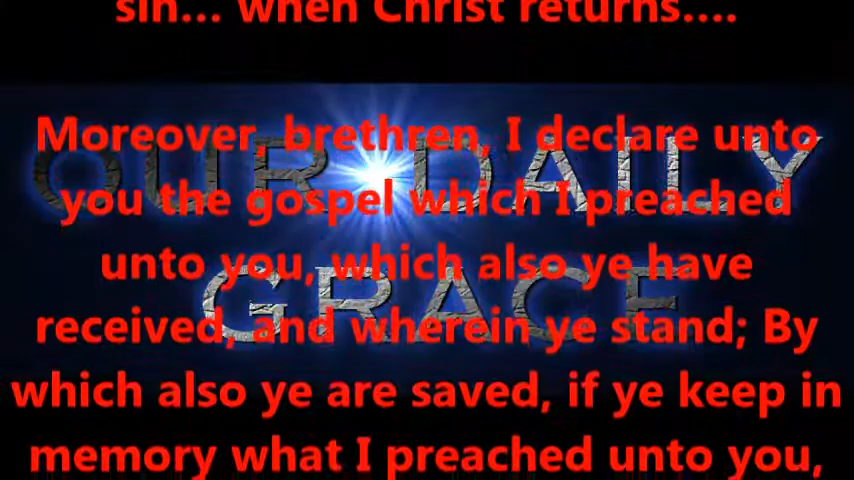 sin... when Christ returns....
Moreover, brethren, I declare unto
you the gospel which I preached
unto you, which also ye have
received, and wherein ye stand; By
which also ye are saved, if ye keep in
memory what I preached unto you,
OUR DAILY
GRACE